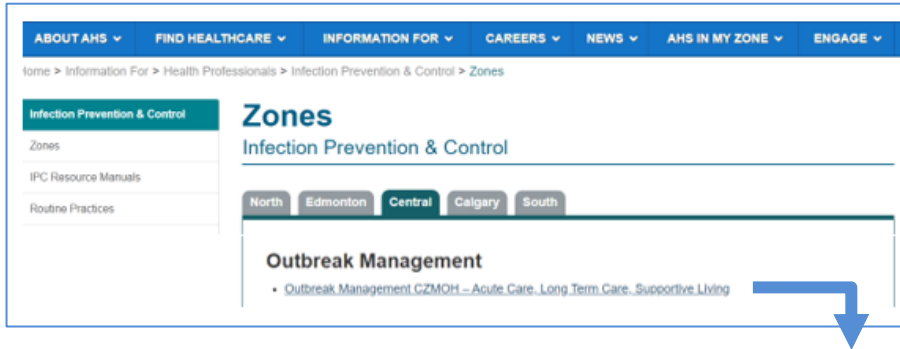 ABOUT AHS FIND HEALTHCARE INFORMATION FOR CAREERS NEWS AHS IN MY ZONE ENGAGE
Home > Information For > Health Professionals > Infection Prevention & Control > Zones
Infection Prevention & Control
Zones
IPC Resource Manuals
Routine Practices
Zones
Infection Prevention & Control
North Edmonton Central Calgary South
Outbreak Management
• Outbreak Management CZMOH – Acute Care, Long Term Care, Supportive Living